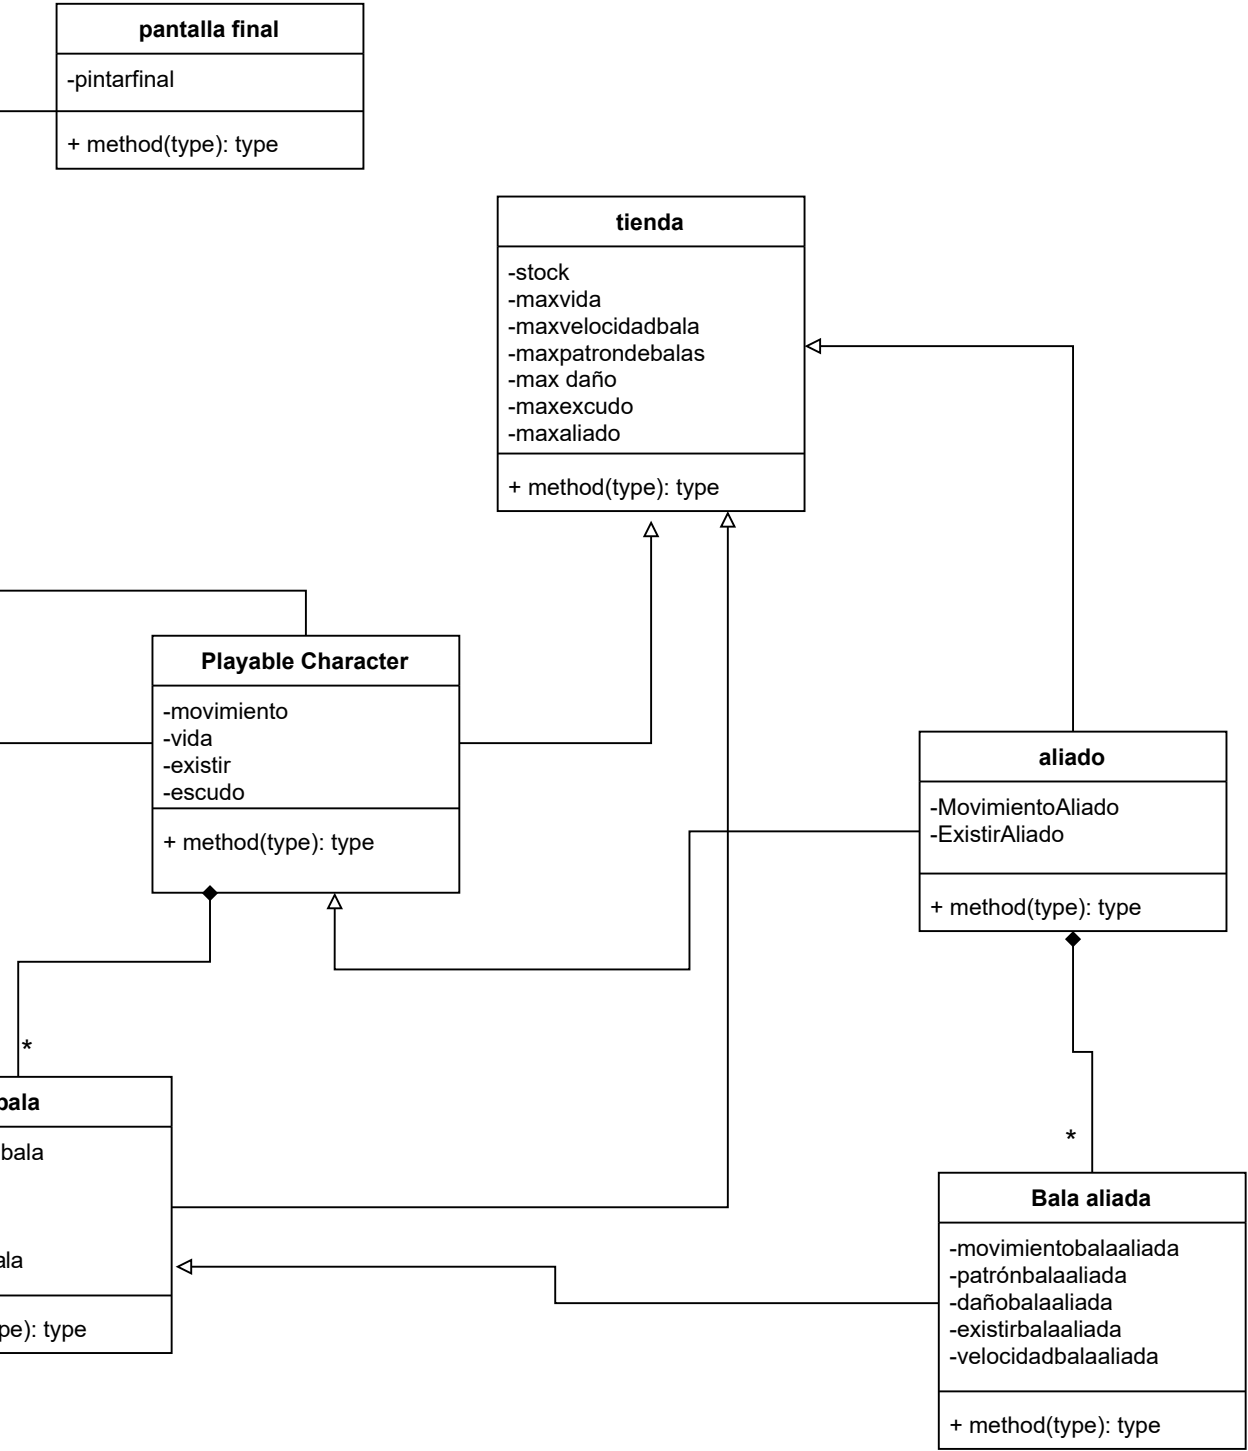 pantalla final
-pintarfinal
+ method(type): type
tienda
-stock
-maxvida
-maxvelocidadbala
-maxpatrondebalas
-max daño
-maxexcudo
-maxaliado
+ method(type): type
Playable Character
-movimiento
-vida
-existir
-escudo
+ method(type): type
aliado
-MovimientoAliado
-ExistirAliado
+ method(type): type
*
bala
bala
ala
pe): type
*
Bala aliada
-movimientobalaaliada
-patrónbalaaliada
-dañobalaaliada
-existirbalaaliada
-velocidadbalaaliada
+ method(type): type